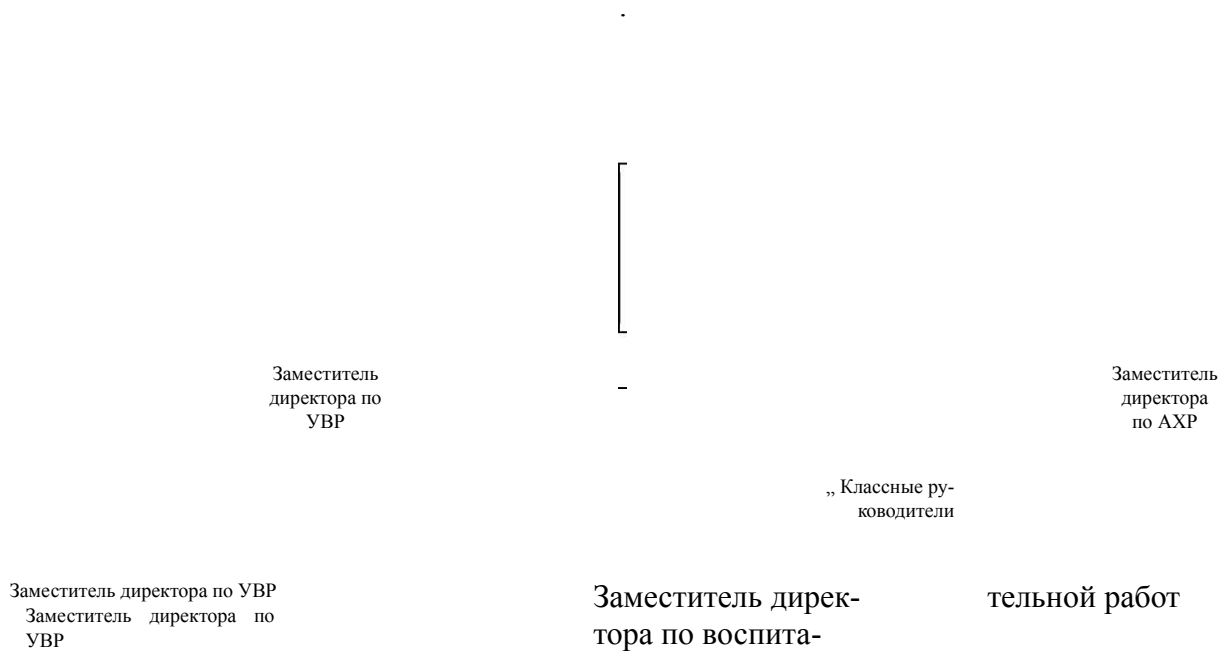 Заместитель
директора по
УВР
Заместитель
директора
по АХР
„ Классные ру-
ководители
Заместитель директора по УВР
Заместитель директора по
УВР
Заместитель дирек-
тора по воспита-
тельной работ